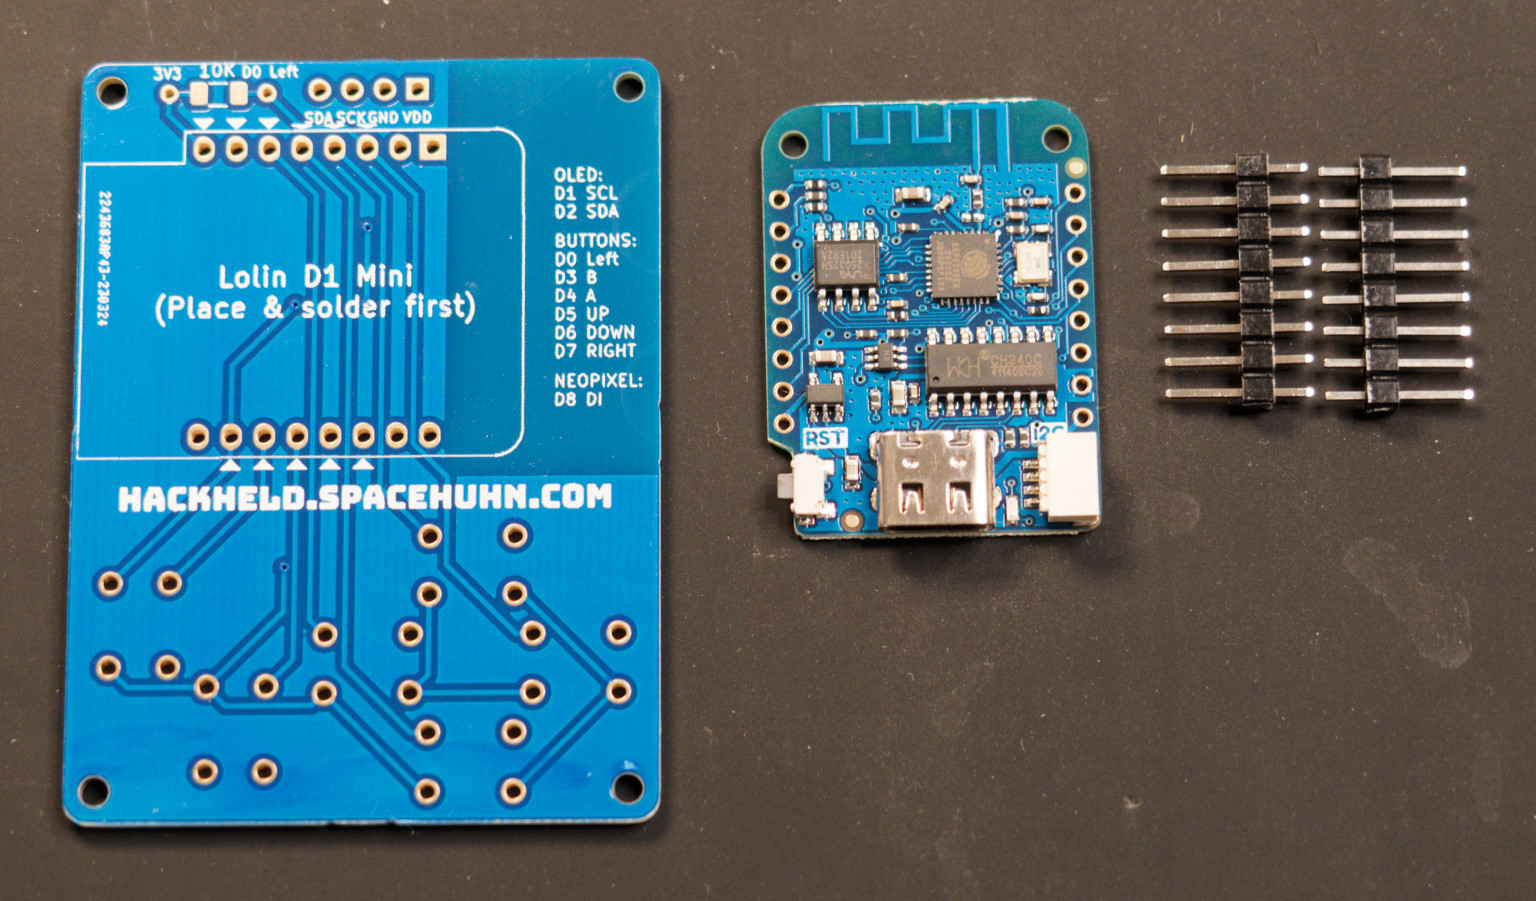 3V3 10K D0 Left
SDA SCK GND VDD
Lolin D1 Mini
(Place & solder first)
OLED:
D1 SCL
D2 SDA
BUTTONS:
D0 Left
D3 B
D4 A
D5 UP
D6 DOWN
D7 RIGHT
NEOPIXEL:
D8 DI
HACKHELD.SPACEHUHN.COM
CH340C
RST